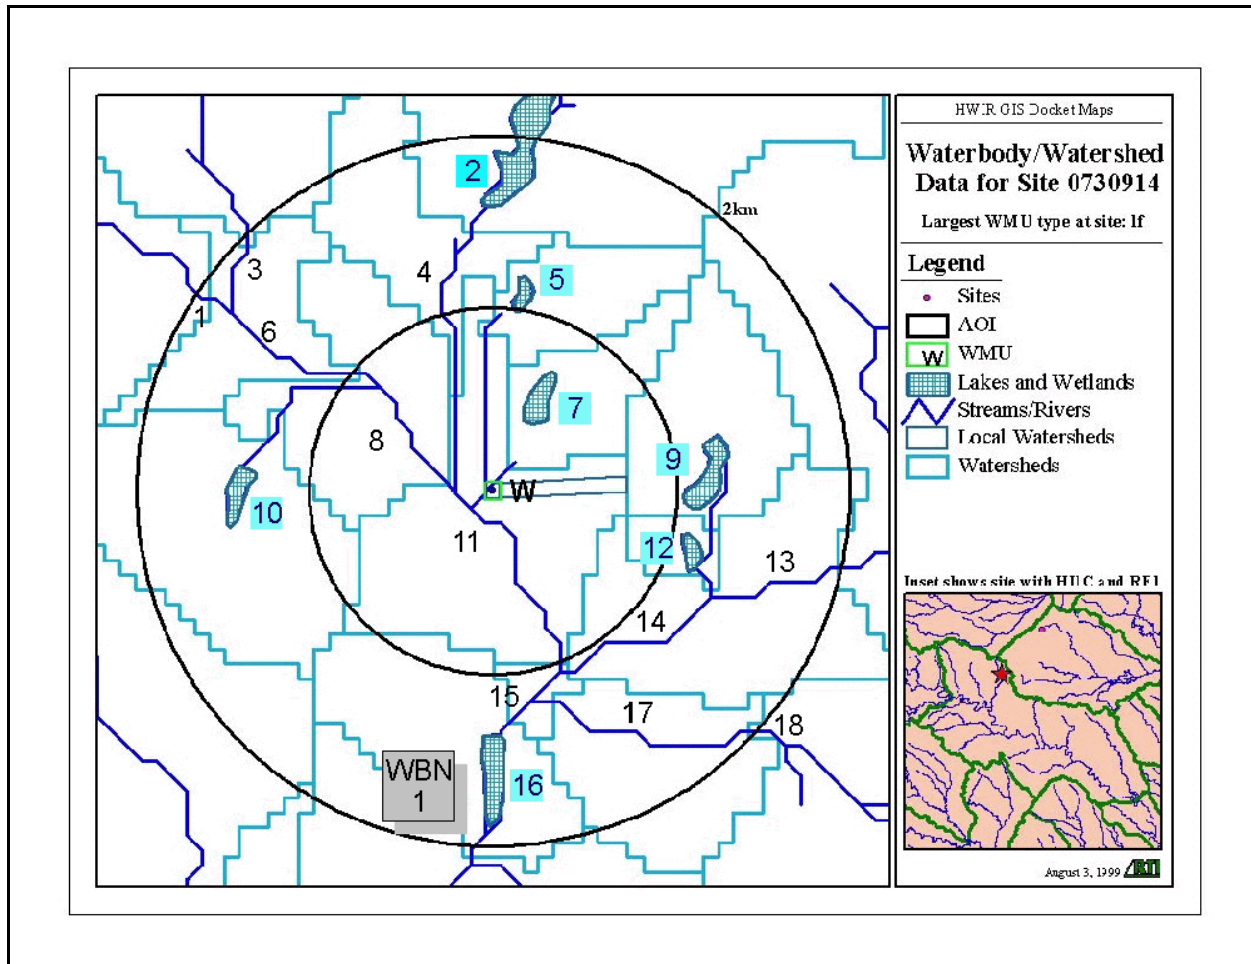 HWIR GIS Docket Maps
Waterbody/Watershed
Data for Site 0730914
Largest WMU type at site: lf
Legend
Sites
AOI
W
WMU
Lakes and Wetlands
Streams/Rivers
Local Watersheds
Watersheds
Inset shows site with HUC and RF1
August 3, 1999 RTI
2
2km
3
4
5
1
6
7
8
9
10
W
11
12
13
14
15
17
18
WBN
1
16